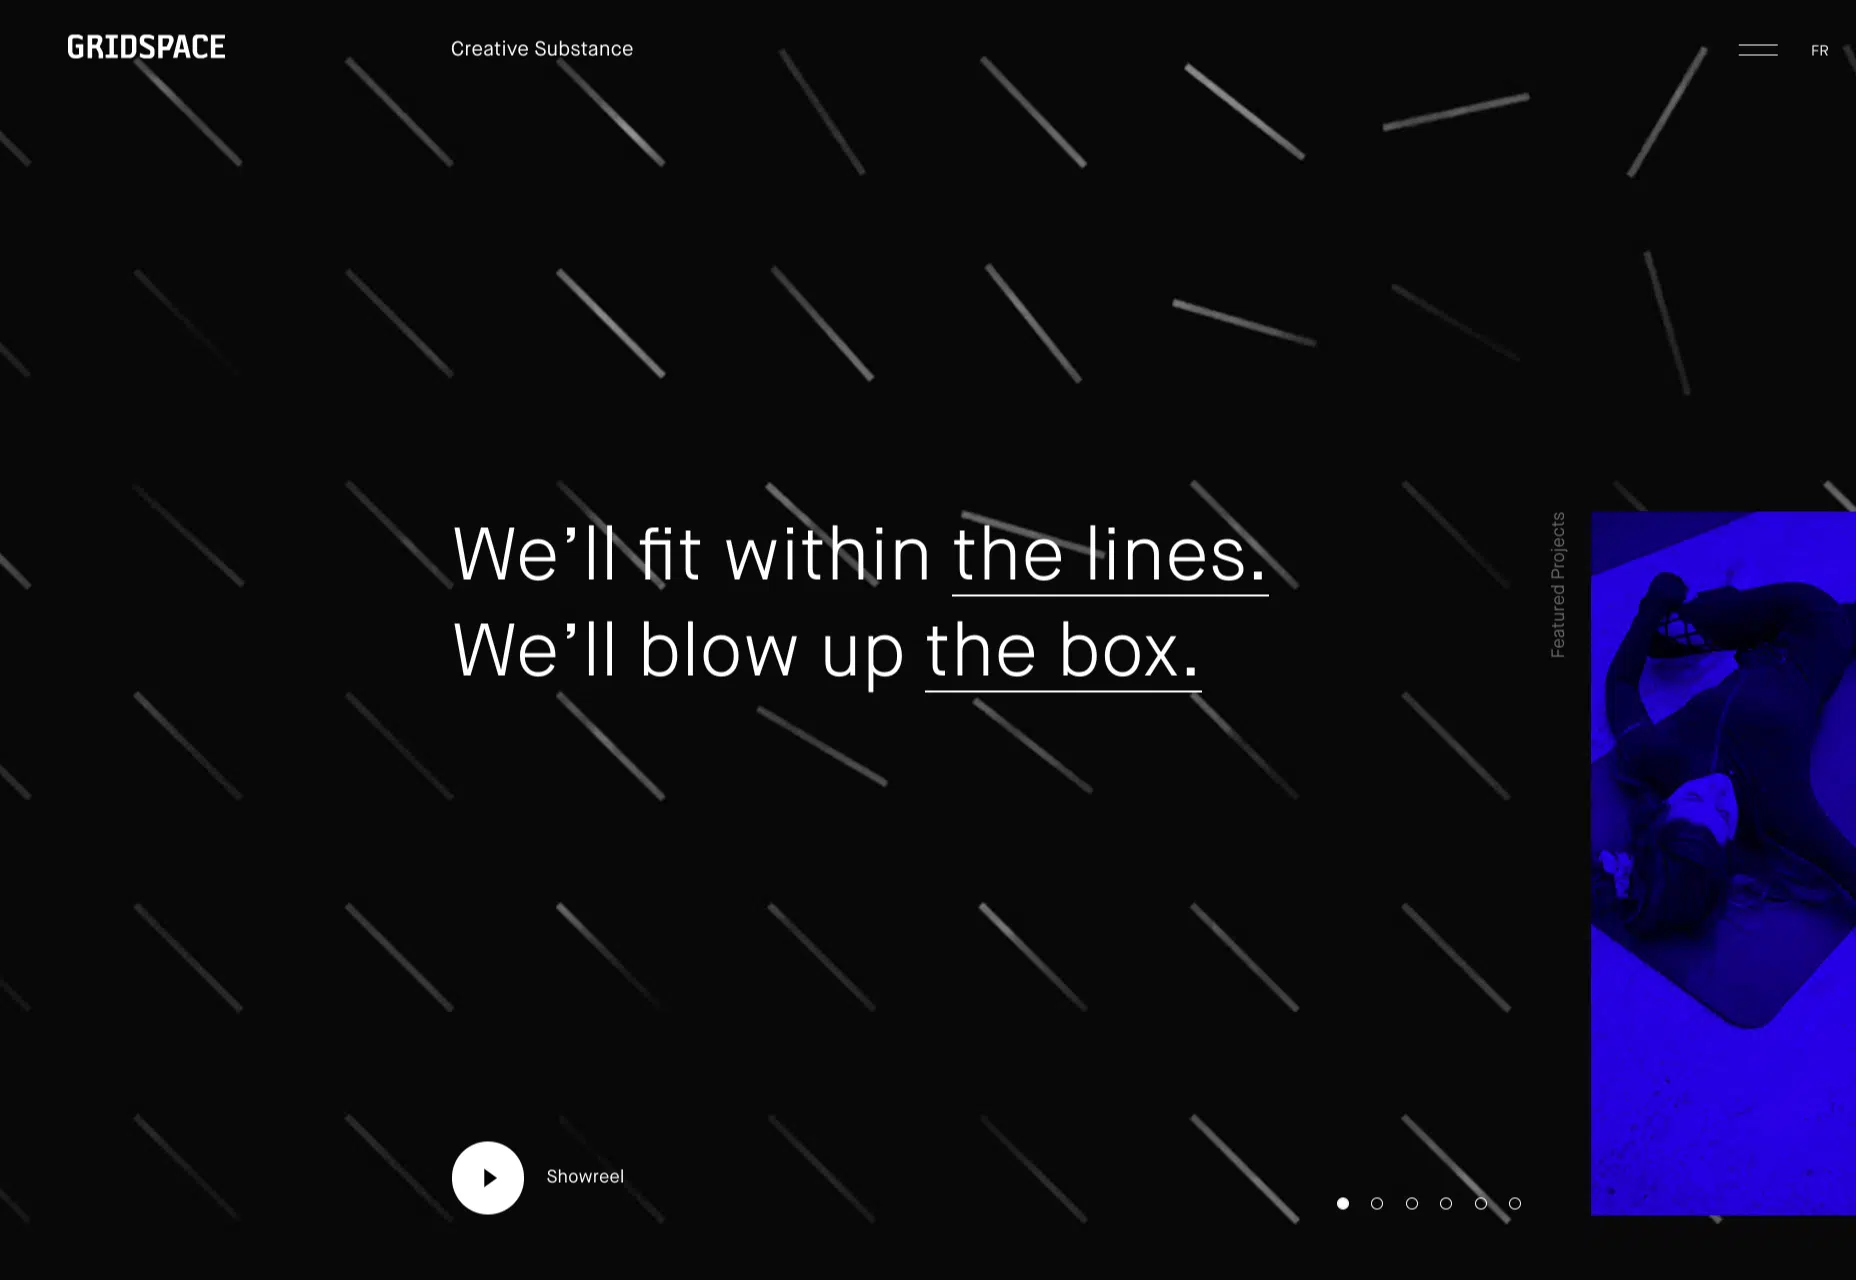 GRIDSPACE
Creative Substance
FR
We’ll fit within the lines.
We’ll blow up the box.
Featured Projects
Showreel